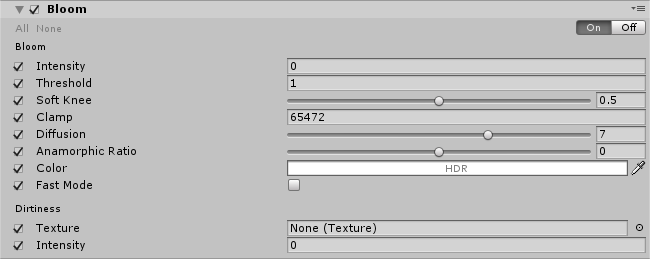 Bloom
All None On Off
Bloom
Intensity 0
Threshold 1
Soft Knee 0.5
Clamp 65472
Diffusion 7
Anamorphic Ratio 0
Color HDR
Fast Mode
Dirtiness
Texture None (Texture)
Intensity 0